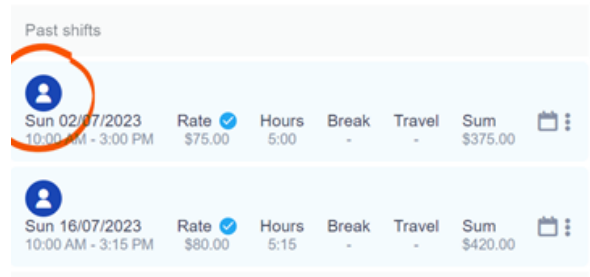 Past shifts
Sun 02/07/2023 Rate Hours Break Travel Sum
10:00 AM - 3:00 PM $75.00 5:00 - - $375.00
Sun 16/07/2023 Rate Hours Break Travel Sum
10:00 AM - 3:15 PM $80.00 5:15 - - $420.00